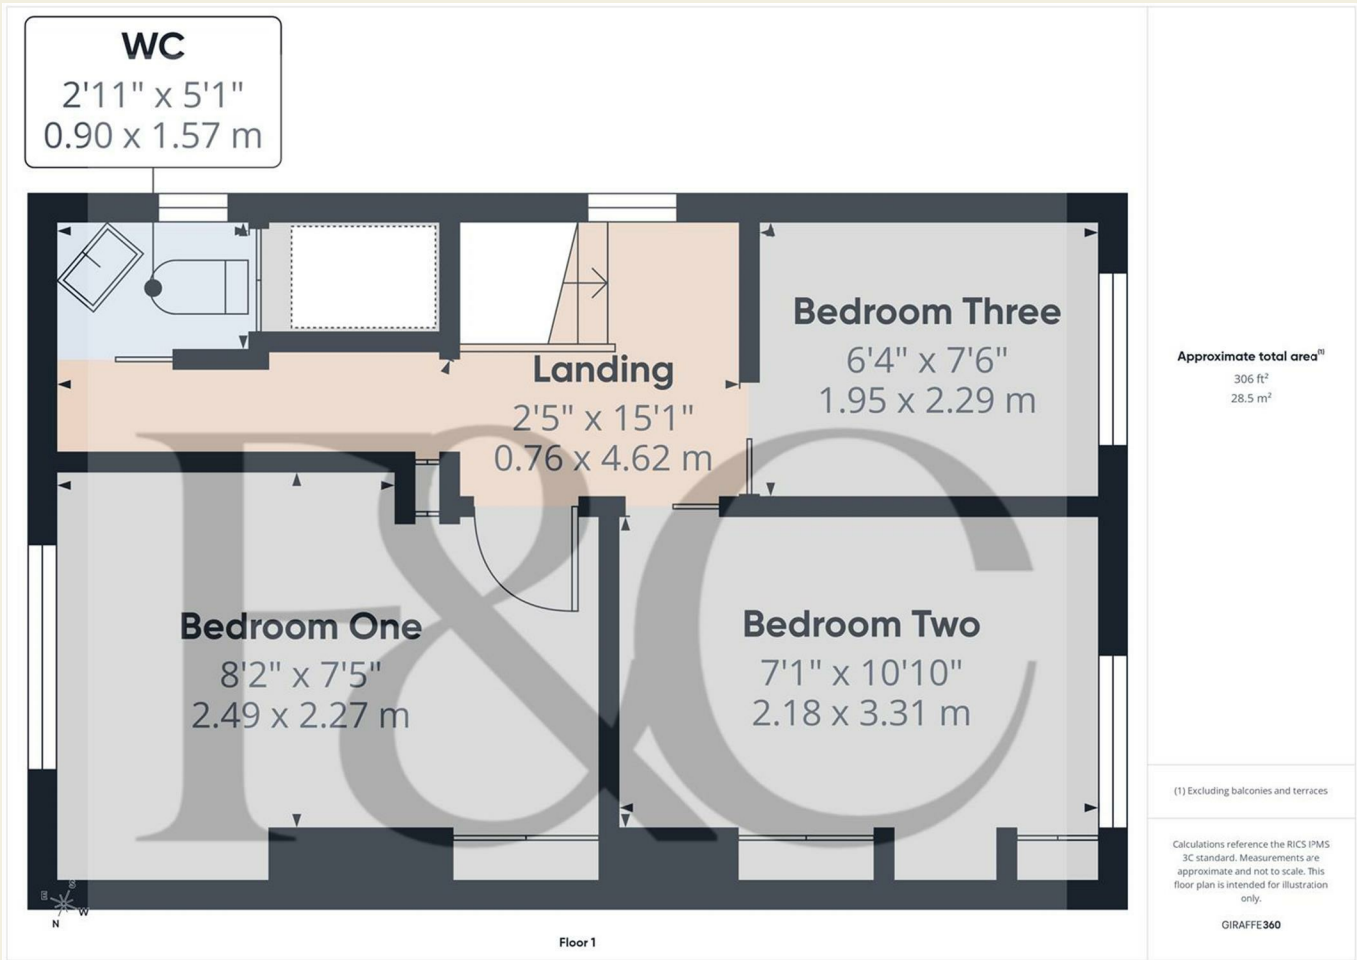 WC
2'11" x 5'1"
0.90 x 1.57 m
Bedroom Three
6'4" x 7'6"
1.95 x 2.29 m
Landing
2'5" x 15'1"
0.76 x 4.62 m
Bedroom One
8'2" x 7'5"
2.49 x 2.27 m
Bedroom Two
7'1" x 10'10"
2.18 x 3.31 m
F&C
N
W
Floor 1
Approximate total area(1)
306 ft²
28.5 m²
(1) Excluding balconies and terraces
Calculations reference the RICS IPMS
3C standard. Measurements are
approximate and not to scale. This
floor plan is intended for illustration
only.
GIRAFFE360